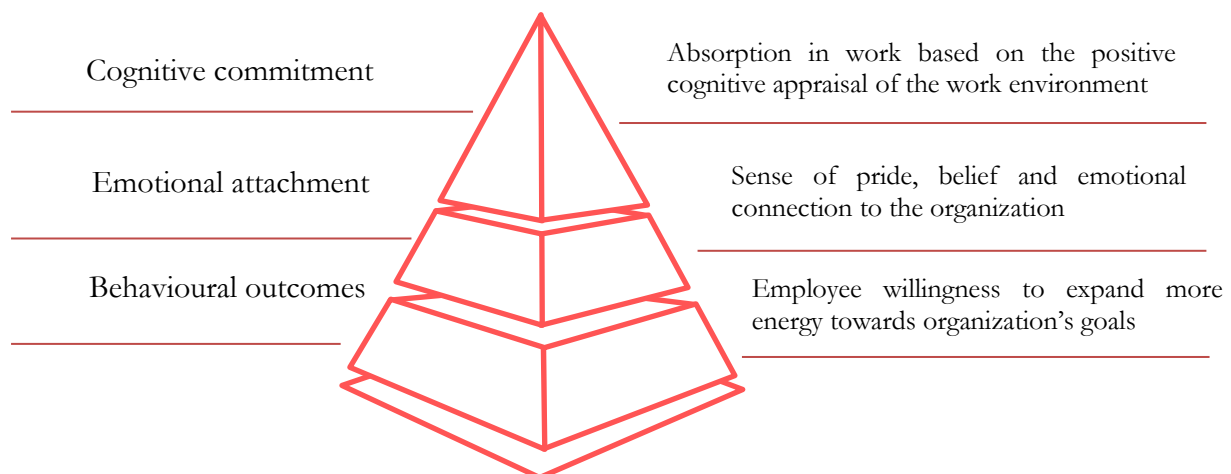 Cognitive commitment
Absorption in work based on the positive
cognitive appraisal of the work environment
Emotional attachment
Sense of pride, belief and emotional
connection to the organization
Behavioural outcomes
Employee willingness to expand more
energy towards organization’s goals